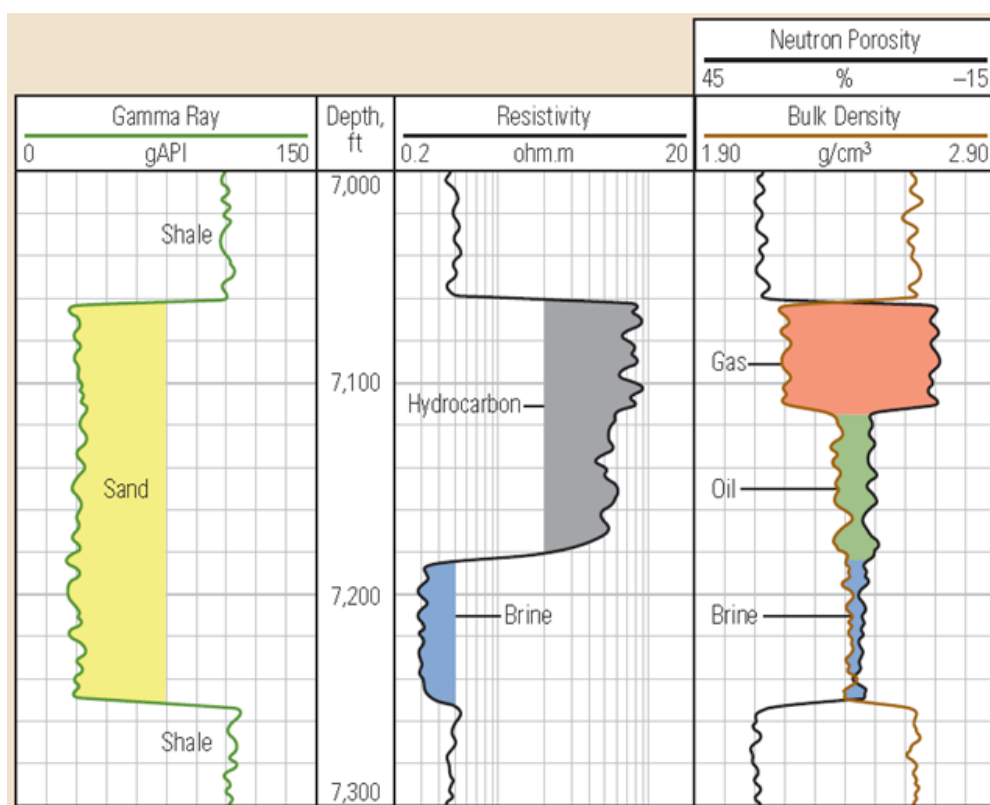 Neutron Porosity
45 % –15
Gamma Ray
0 gAPI 150
Depth,
ft
Resistivity
0.2 ohm.m 20
Bulk Density
1.90 g/cm³ 2.90
7,000
Shale
Gas
7,100
Hydrocarbon
Sand
Oil
7,200
Brine
Brine
Shale
7,300